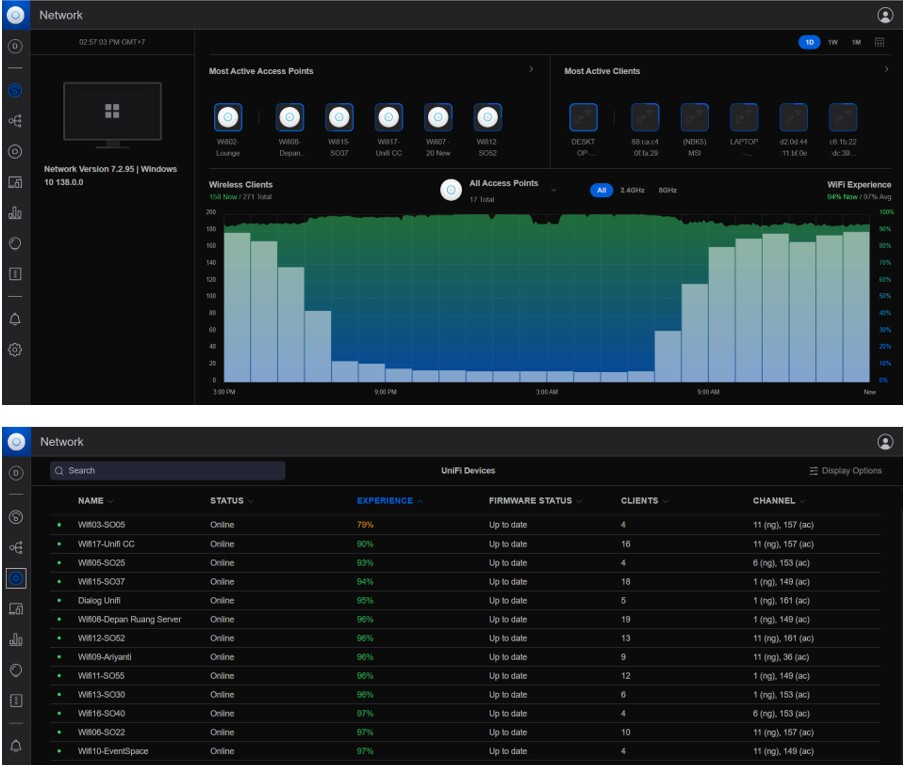 Network
02:57:03 PM GMT+7
1D 1W 1M
D
Most Active Access Points
Most Active Clients
Wifi02- Wifi08- Wifi15- Wifi17- Wifi07 - Wifi12-
Lounge Depan.. SO37 Unifi CC 20 New SO52
DESKT 68:ca:c4 (NBK5) LAPTOP d2:0d:44 c6:1b:22
OP-... :0f:fa:29 MSI -... :11:bf:0e :dc:39...
Network Version 7.2.95 | Windows
10 138.0.0
Wireless Clients
158 Now / 271 Total
All Access Points
17 Total
All 2.4GHz 5GHz
WiFi Experience
94% Now / 97% Avg
200 100%
180 90%
160 80%
140 70%
120 60%
100 50%
80 40%
60 30%
40 20%
20 10%
0 0%
3:00 PM 9:00 PM 3:00 AM 9:00 AM Now
Network
D
Search UniFi Devices Display Options
NAME STATUS EXPERIENCE FIRMWARE STATUS CLIENTS CHANNEL
Wifi03-SO05 Online 79% Up to date 4 11 (ng), 157 (ac)
Wifi17-Unifi CC Online 90% Up to date 16 11 (ng), 157 (ac)
Wifi05-SO25 Online 93% Up to date 4 6 (ng), 153 (ac)
Wifi15-SO37 Online 94% Up to date 18 1 (ng), 149 (ac)
Dialog Unifi Online 95% Up to date 5 1 (ng), 161 (ac)
Wifi08-Depan Ruang Server Online 96% Up to date 19 1 (ng), 149 (ac)
Wifi12-SO52 Online 96% Up to date 13 11 (ng), 161 (ac)
Wifi09-Ariyanti Online 96% Up to date 9 11 (ng), 36 (ac)
Wifi11-SO55 Online 96% Up to date 12 1 (ng), 149 (ac)
Wifi13-SO30 Online 96% Up to date 6 1 (ng), 153 (ac)
Wifi16-SO40 Online 97% Up to date 4 6 (ng), 153 (ac)
Wifi06-SO22 Online 97% Up to date 10 11 (ng), 157 (ac)
Wifi10-EventSpace Online 97% Up to date 4 11 (ng), 149 (ac)